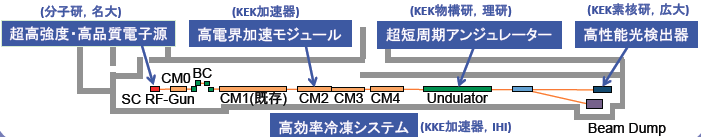 (分子研, 名大)
(KEK加速器)
(KEK物構研, 理研)
(KEK素核研, 広大)
超高強度・高品質電子源
高電界加速モジュール
超短周期アンジュレーター
高性能光検出器
CM0
BC
SC RF-Gun
CM1(既存)
CM2
CM3
CM4
Undulator
Beam Dump
高効率冷凍システム
(KKE加速器, IHI)